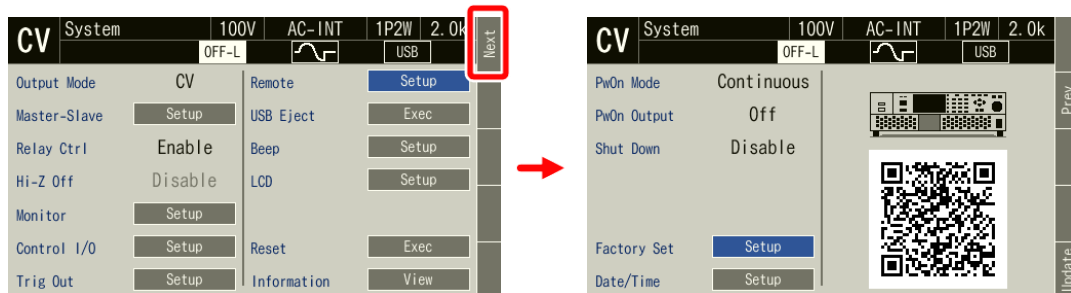 CV System 100V AC-INT 1P2W 2.0k Next
OFF-L USB
Output Mode CV Remote Setup
Master-Slave Setup USB Eject Exec
Relay Ctrl Enable Beep Setup
Hi-Z Off Disable LCD Setup
Monitor Setup
Control I/O Setup Reset Exec
Trig Out Setup Information View
CV System 100V AC-INT 1P2W 2.0k
OFF-L USB
PwOn Mode Continuous
Prev
PwOn Output Off
Shut Down Disable
Factory Set Setup
Date/Time Setup
Update